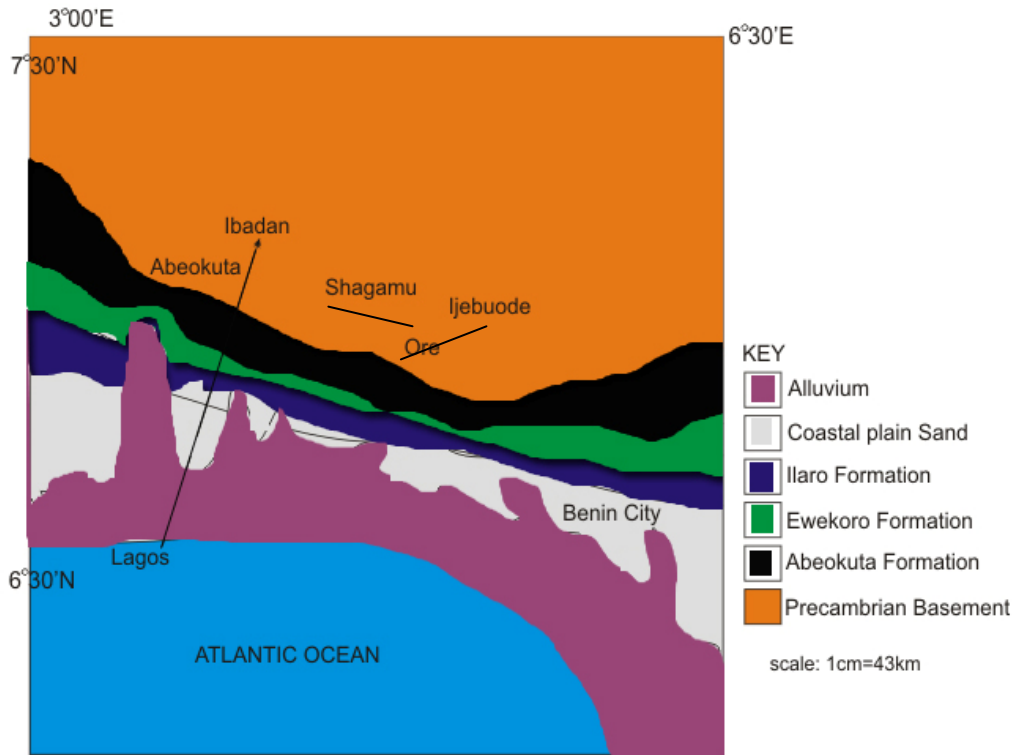 3°00'E
6°30'E
7°30'N
Ibadan
Abeokuta
Shagamu
Ijebuode
Ore
Benin City
Lagos
6°30'N
ATLANTIC OCEAN
KEY
Alluvium
Coastal plain Sand
Ilaro Formation
Ewekoro Formation
Abeokuta Formation
Precambrian Basement
scale: 1cm=43km